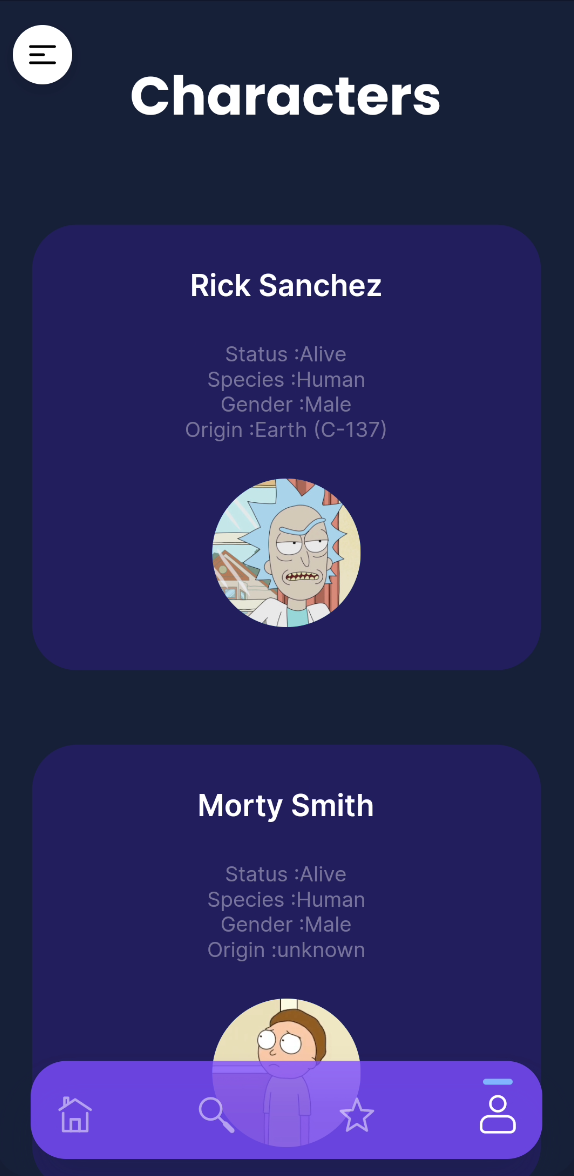 Characters
Rick Sanchez
Status :Alive
Species :Human
Gender :Male
Origin :Earth (C-137)
Morty Smith
Status :Alive
Species :Human
Gender :Male
Origin :unknown